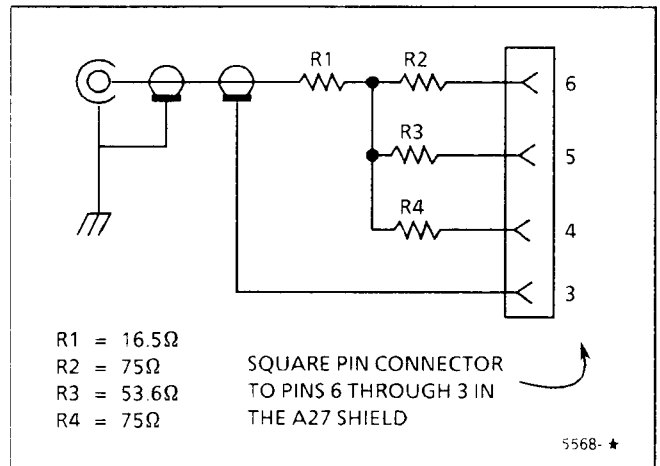 R1
R2
6
R3
5
R4
4
3
R1 = 16.5Ω
R2 = 75Ω
R3 = 53.6Ω
R4 = 75Ω
SQUARE PIN CONNECTOR
TO PINS 6 THROUGH 3 IN
THE A27 SHIELD
5568- ★